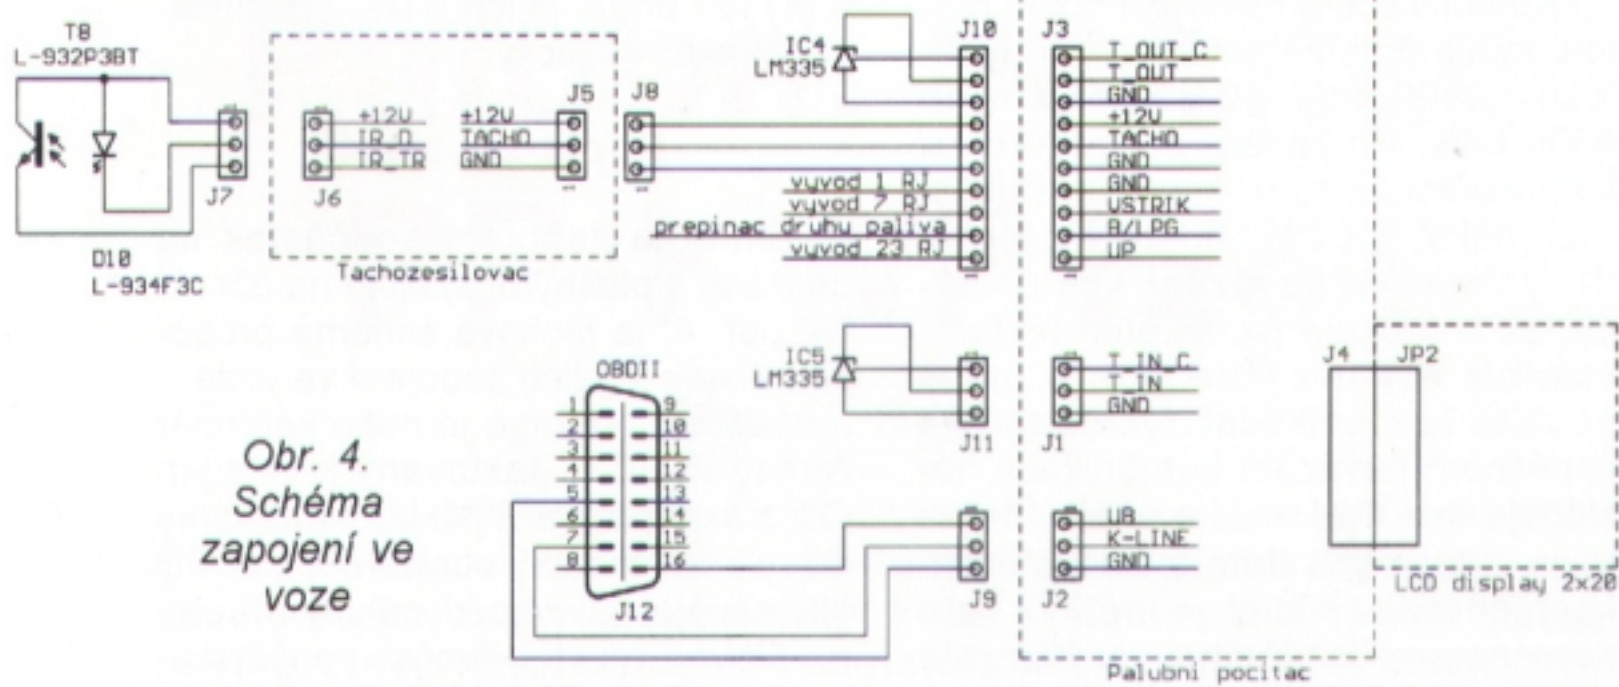 T8
L-932P3BT
D10
L-934F3C
J7
J6
+12V
IR_D
IR_TR
+12V
TACHO
GND
J5
Tachozesilovac
J8
IC4
LM335
J10
vyvod 1 RJ
vyvod 7 RJ
prepinac druhu paliva
vyvod 23 RJ
J3
T_OUT_C
T_OUT
GND
+12V
TACHO
GND
GND
VSTRIK
B/LPG
UP
IC5
LM335
J11
J1
T_IN_C
T_IN
GND
J4
JP2
LCD display 2x20
OBDII
1
2
3
4
5
6
7
8
9
10
11
12
13
14
15
16
J12
J9
J2
UB
K-LINE
GND
Palubni pocitac
Obr. 4.
Schéma
zapojení ve
voze